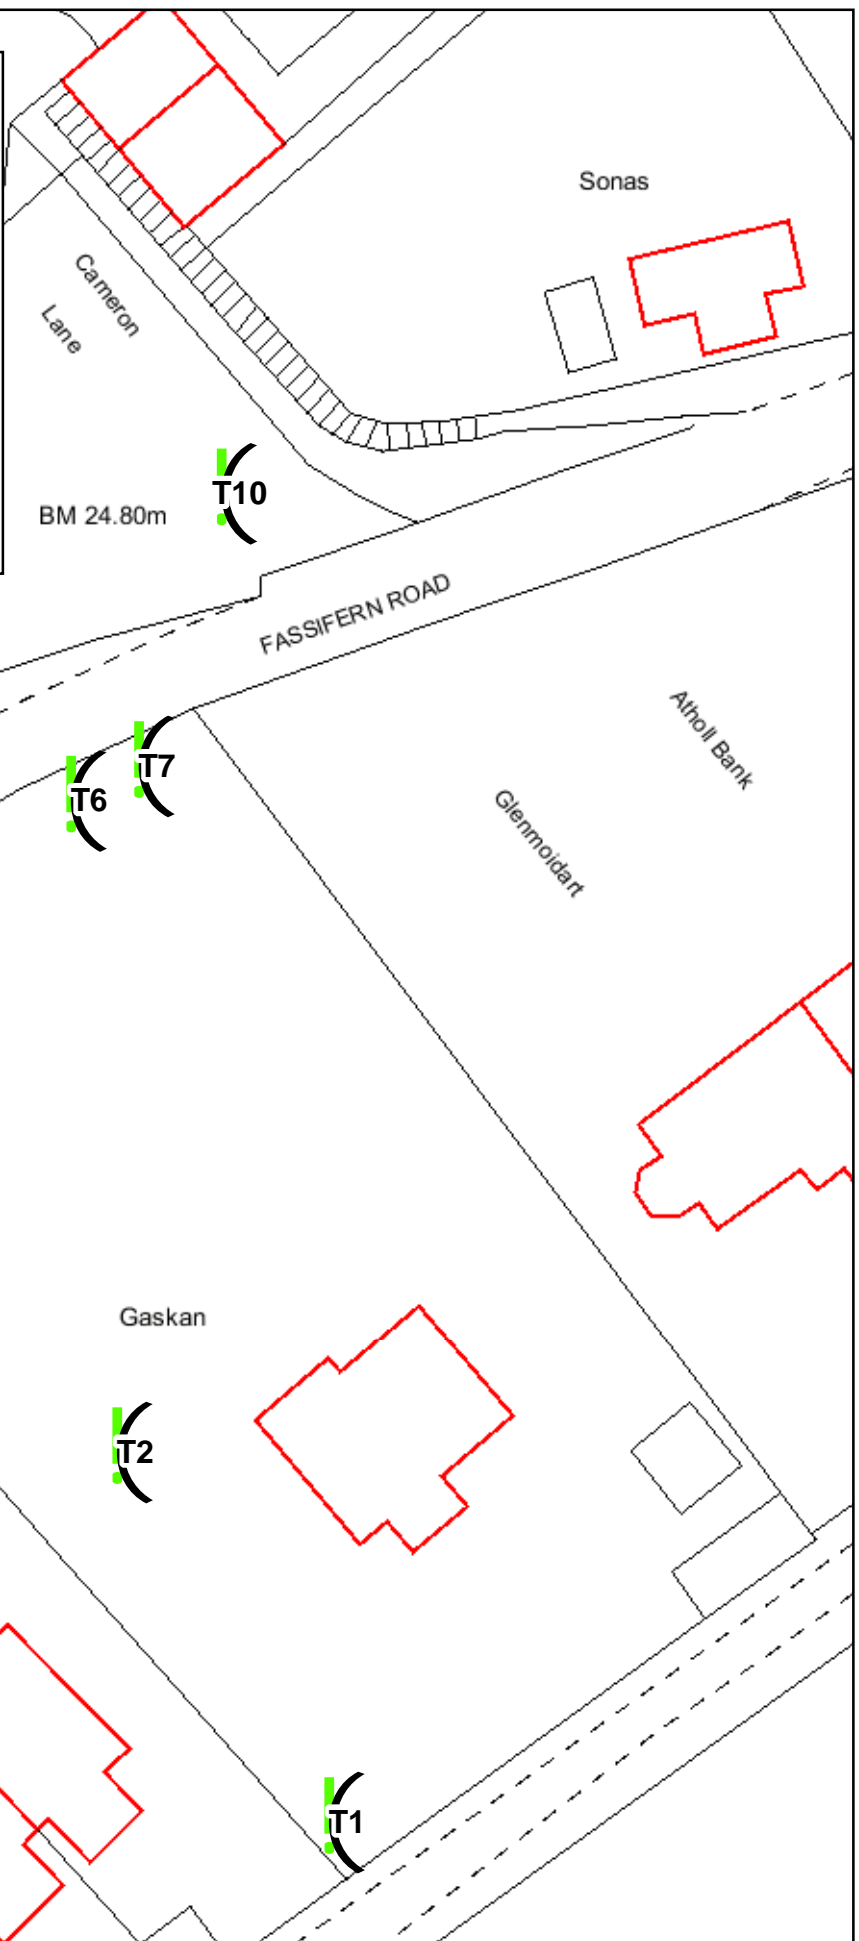 Sonas
Cameron
Lane
T10
BM 24.80m
FASSIFERN ROAD
Atholl Bank
T7
T6
Glenmoidart
Gaskan
T2
T1